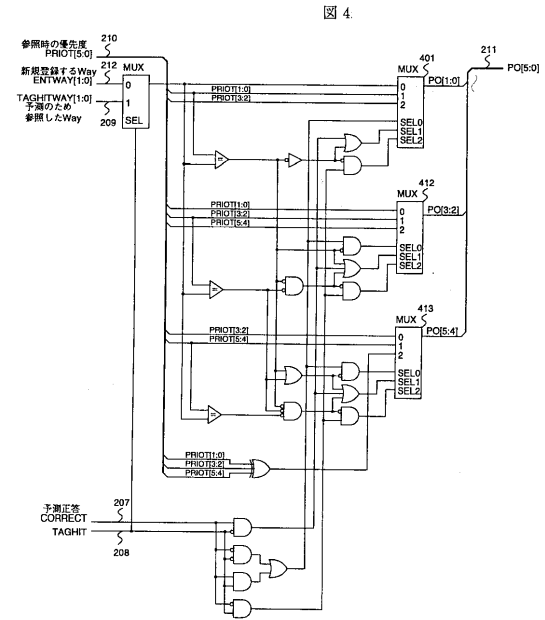 図 4.
参照時の優先度
PRIOT[5:0]
210
新規登録するWay
ENTWAY[1:0]
212
TAGHITWAY[1:0]
予測のため
参照したWay
209
MUX
0
1
SEL
PRIOT[1:0]
PRIOT[3:2]
MUX
401
0
1
2
SEL0
SEL1
SEL2
PO[1:0]
211
PO[5:0]
=
PRIOT[1:0]
PRIOT[3:2]
PRIOT[5:4]
MUX
412
0
1
2
SEL0
SEL1
SEL2
PO[3:2]
=
PRIOT[3:2]
PRIOT[5:4]
MUX
413
0
1
2
SEL0
SEL1
SEL2
PO[5:4]
=
PRIOT[1:0]
PRIOT[3:2]
PRIOT[5:4]
予測正答
CORRECT
207
TAGHIT
208